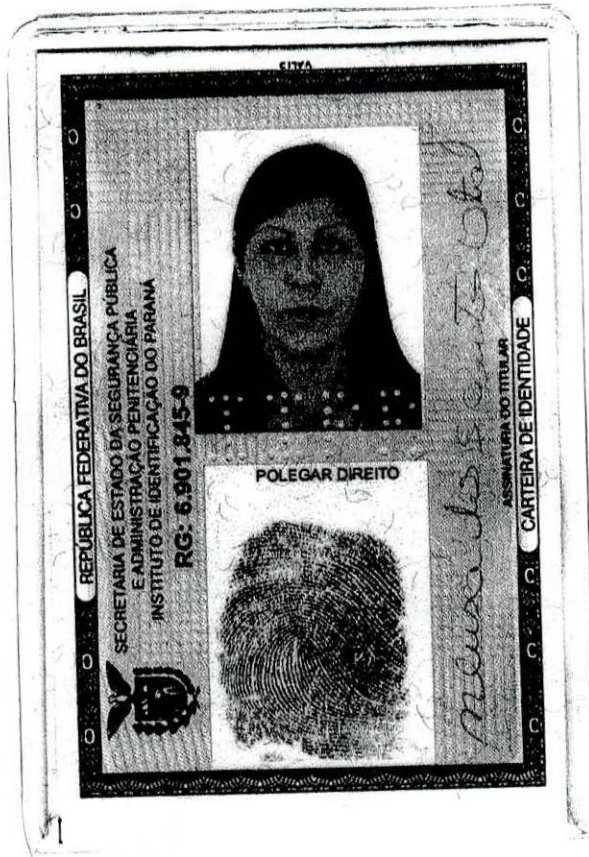 REPÚBLICA FEDERATIVA DO BRASIL
SECRETARIA DE ESTADO DA SEGURANÇA PÚBLICA
E ADMINISTRAÇÃO PENITENCIÁRIA
INSTITUTO DE IDENTIFICAÇÃO DO PARANÁ
RG: 6.901.845-9
POLEGAR DIREITO
ASSINATURA DO TITULAR
CARTEIRA DE IDENTIDADE